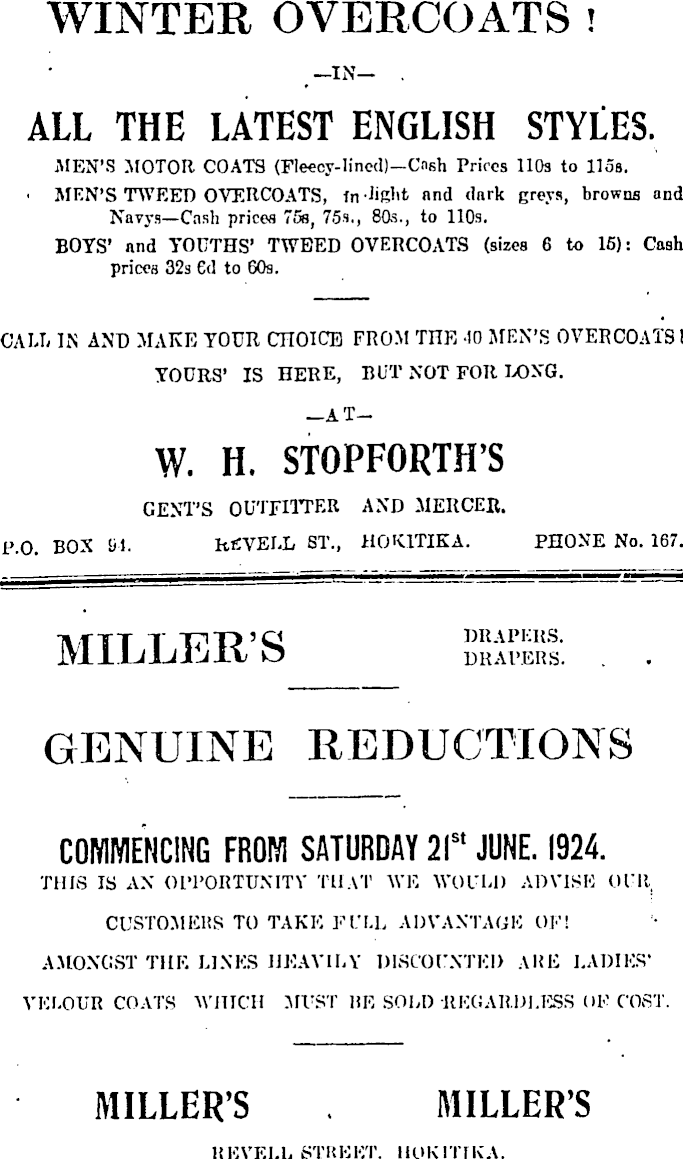 WINTER OVERCOATS !
—IN—
ALL THE LATEST ENGLISH STYLES.
MEN'S MOTOR COATS (Fleecy-lined)—Cash Prices 110s to 115s.
MEN'S TWEED OVERCOATS, in light and dark greys, browns and
Navys—Cash prices 75s, 75s., 80s., to 110s.
BOYS' and YOUTHS' TWEED OVERCOATS (sizes 6 to 15): Cash
prices 32s 6d to 60s.
CALL IN AND MAKE YOUR CHOICE FROM THE 40 MEN'S OVERCOATS!
YOURS' IS HERE, BUT NOT FOR LONG.
—AT—
W. H. STOPFORTH'S
GENT'S OUTFITTER AND MERCER.
P.O. BOX 94. REVELL ST., HOKITIKA. PHONE No. 167.
MILLER'S DRAPERS.
DRAPERS.
GENUINE REDUCTIONS
COMMENCING FROM SATURDAY 21st JUNE. 1924.
THIS IS AN OPPORTUNITY THAT WE WOULD ADVISE OUR
CUSTOMERS TO TAKE FULL ADVANTAGE OF!
AMONGST THE LINES HEAVILY DISCOUNTED ARE LADIES'
VELOUR COATS WHICH MUST BE SOLD REGARDLESS OF COST.
MILLER'S MILLER'S
REVELL STREET. HOKITIKA.